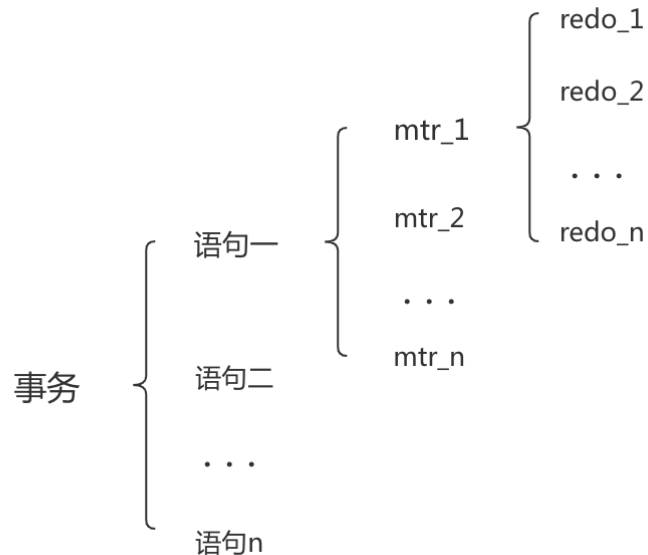 事务
语句一
语句二
...
语句n
mtr_1
mtr_2
...
mtr_n
redo_1
redo_2
...
redo_n